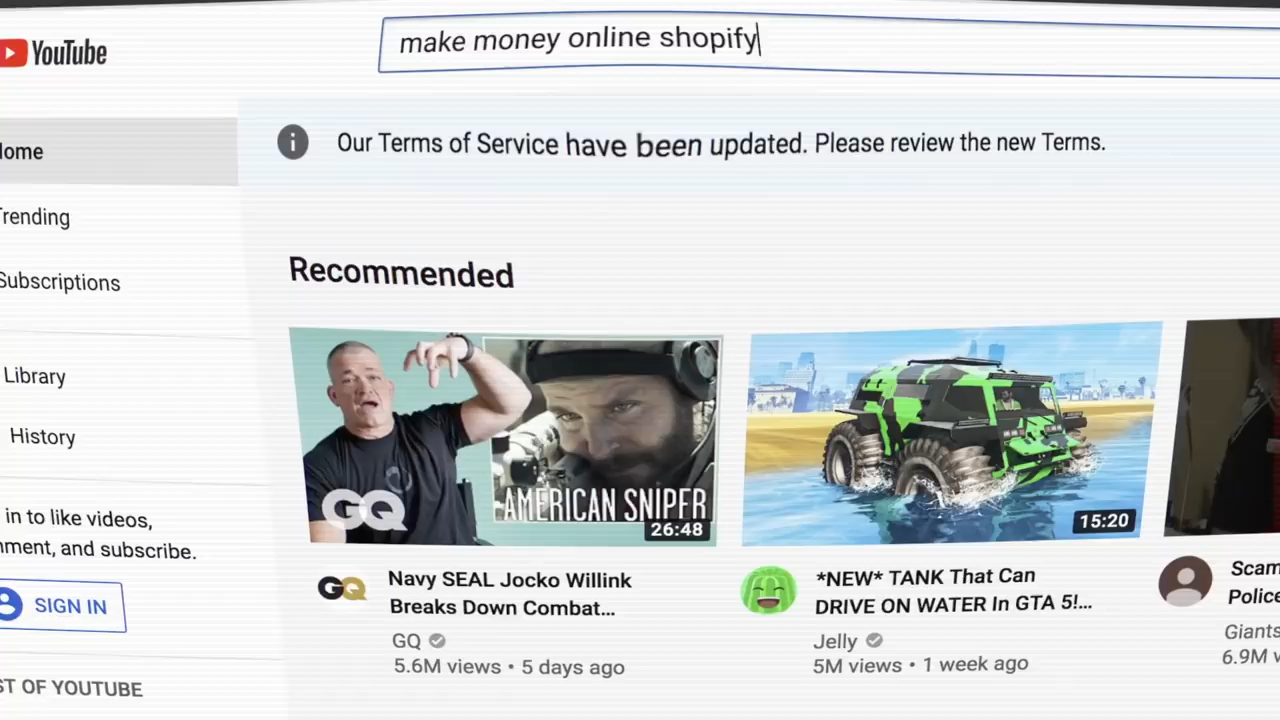 YouTube
make money online shopify
Our Terms of Service have been updated. Please review the new Terms.
Home
Trending
Subscriptions
Library
History
in to like videos,
comment, and subscribe.
SIGN IN
OF YOUTUBE
Recommended
GQ
AMERICAN SNIPER
26:48
15:20
GQ
Navy SEAL Jocko Willink
Breaks Down Combat...
GQ
5.6M views • 5 days ago
*NEW* TANK That Can
DRIVE ON WATER In GTA 5!...
Jelly
5M views • 1 week ago
Scam
Police
Giants
6.9M